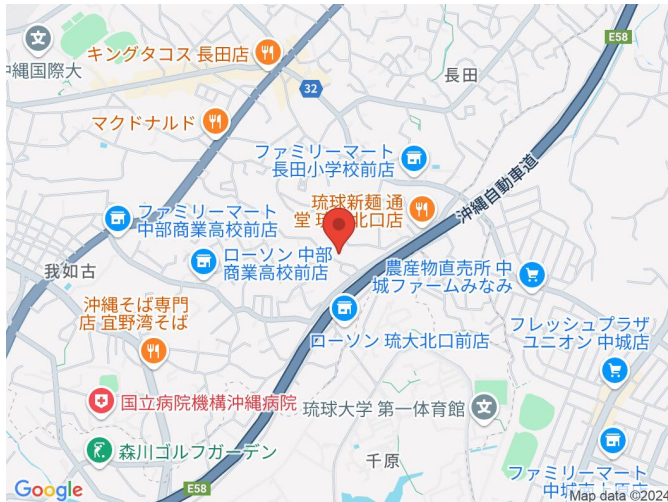 E58
キングタコス 長田店
沖縄国際大
32
長田
マクドナルド
ファミリーマート
長田小学校前店
沖縄自動車道
琉球新麺 通
堂 琉大北口店
ファミリーマート
中部商業高校前店
ローソン 中部
商業高校前店
我如古
農産物直売所 中
城ファームみなみ
沖縄そば専門
店 宜野湾そば
ローソン 琉大北口前店
フレッシュプラザ
ユニオン 中城店
国立病院機構沖縄病院
琉球大学 第一体育館
森川ゴルフガーデン
千原
E58
ファミリーマート
Google
Map data ©2024